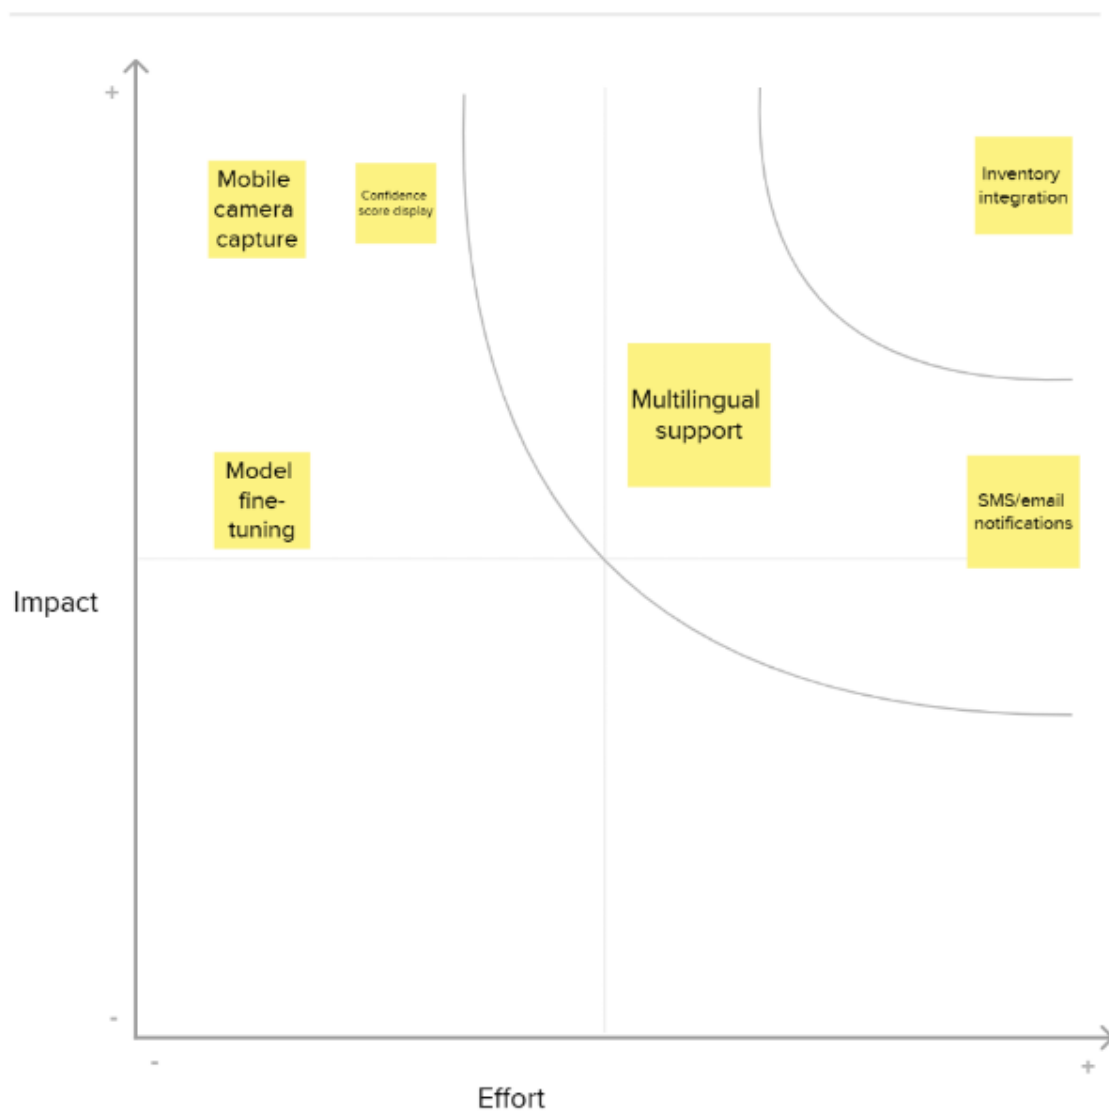 +
Mobile
camera
capture
Confidence
score display
Inventory
integration
Multilingual
support
Model
fine-
tuning
SMS/email
notifications
Impact
-
-
+
Effort